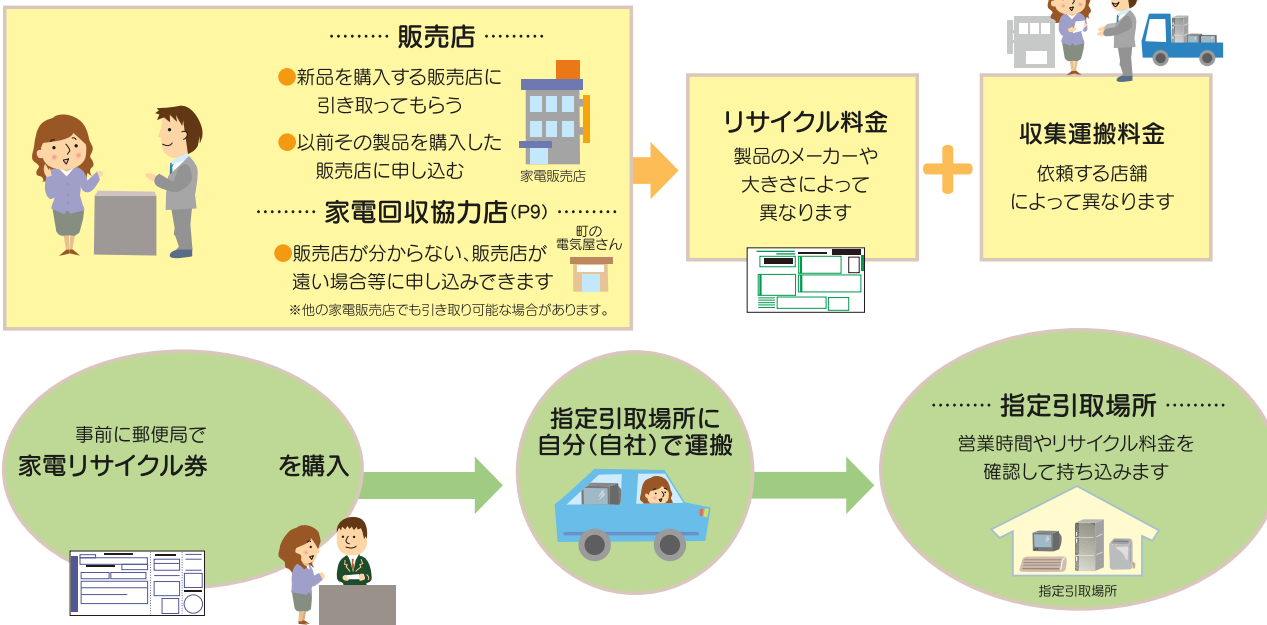 ……… 販売店 ………
●新品を購入する販売店に
引き取ってもらう
●以前その製品を購入した
販売店に申し込む
家電販売店
……… 家電回収協力店(P9) ………
●販売店が分からない、販売店が
遠い場合等に申し込みできます
町の
電気屋さん
※他の家電販売店でも引き取り可能な場合があります。
リサイクル料金
製品のメーカーや
大きさによって
異なります
+
収集運搬料金
依頼する店舗
によって異なります
事前に郵便局で
家電リサイクル券 を購入
指定引取場所に
自分(自社)で運搬
……… 指定引取場所 ………
営業時間やリサイクル料金を
確認して持ち込みます
指定引取場所